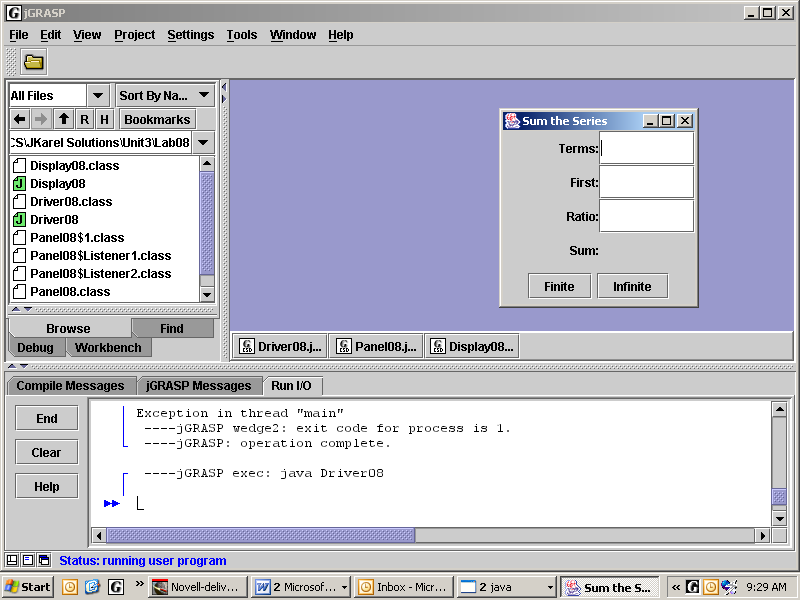 jGRASP
File Edit View Project Settings Tools Window Help
All Files Sort By Na...
R H Bookmarks
CS\JKarel Solutions\Unit3\Lab08
Display08.class
Display08
Driver08.class
Driver08
Panel08$1.class
Panel08$Listener1.class
Panel08$Listener2.class
Panel08.class
Browse Find
Debug Workbench
Sum the Series
Terms:
First:
Ratio:
Sum:
Finite Infinite
Driver08.j... Panel08.j... Display08...
Compile Messages jGRASP Messages Run I/O
End
Clear
Help
Exception in thread "main"
----jGRASP wedge2: exit code for process is 1.
----jGRASP: operation complete.
----jGRASP exec: java Driver08
Status: running user program
Start G » Novell-deliv... 2 Microsof... Inbox - Micr... 2 java Sum the S... « G 9:29 AM